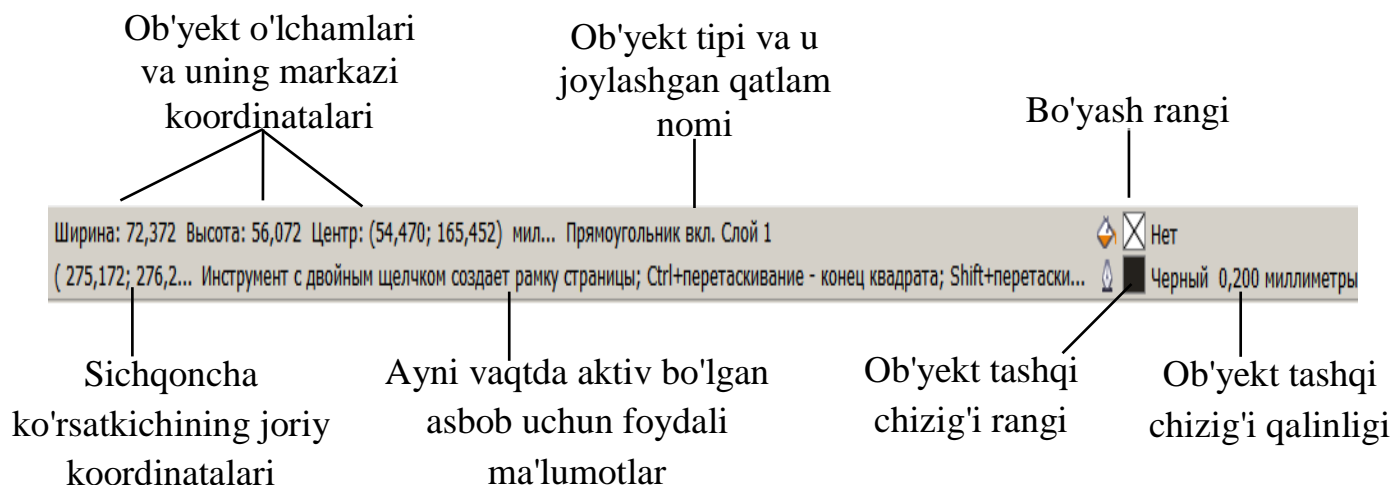 Ob'yekt o'lchamlari
va uning markazi
koordinatalari
Ob'yekt tipi va u
joylashgan qatlam
nomi
Bo'yash rangi
Ширина: 72,372 Высота: 56,072 Центр: (54,470; 165,452) мил... Прямоугольник вкл. Слой 1
Нет
( 275,172; 276,2... Инструмент с двойным щелчком создает рамку страницы; Ctrl+перетаскивание - конец квадрата; Shift+перетаски...
Черный 0,200 миллиметры
Sichqoncha
ko'rsatkichining joriy
koordinatalari
Ayni vaqtda aktiv bo'lgan
asbob uchun foydali
ma'lumotlar
Ob'yekt tashqi
chizig'i rangi
Ob'yekt tashqi
chizig'i qalinligi